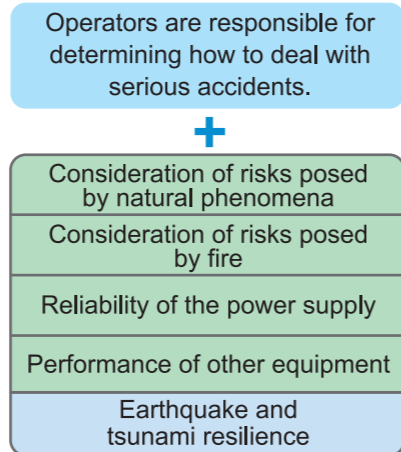 Operators are responsible for
determining how to deal with
serious accidents.
+
Consideration of risks posed
by natural phenomena
Consideration of risks posed
by fire
Reliability of the power supply
Performance of other equipment
Earthquake and
tsunami resilience